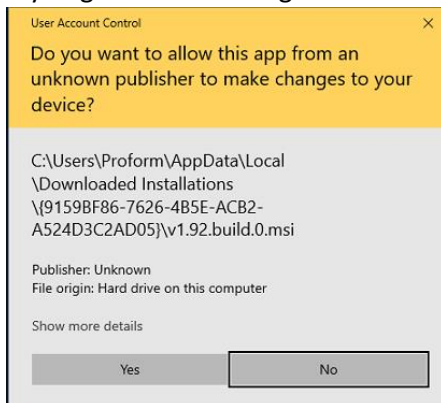 User Account Control
Do you want to allow this app from an
unknown publisher to make changes to your
device?
C:\Users\Proform\AppData\Local
\Downloaded Installations
\{9159BF86-7626-4B5E-ACB2-
A524D3C2AD05}\v1.92.build.0.msi
Publisher: Unknown
File origin: Hard drive on this computer
Show more details
Yes
No